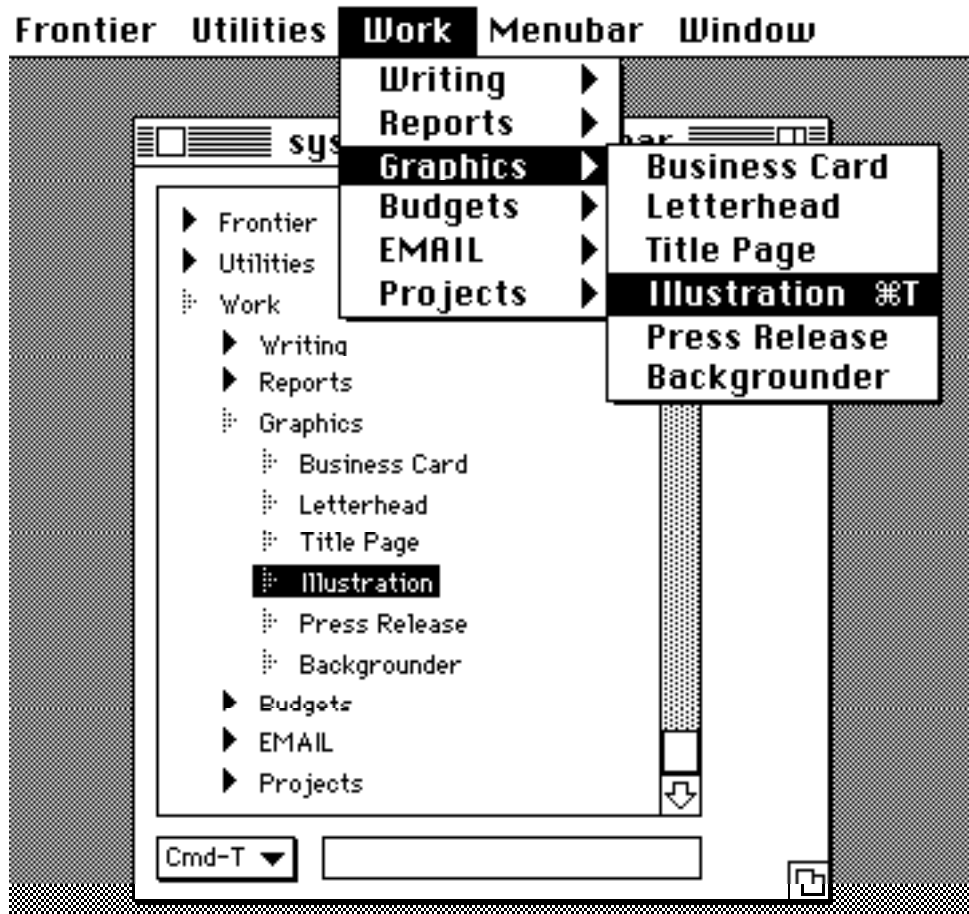 Frontier Utilities Work Menubar Window
Writing
Reports
Graphics
Budgets
EMAIL
Projects
Business Card
Letterhead
Title Page
Illustration ⌘T
Press Release
Backgrounder
Frontier
Utilities
Work
Writing
Reports
Graphics
Business Card
Letterhead
Title Page
Illustration
Press Release
Backgrounder
Budgets
EMAIL
Projects
Cmd-T